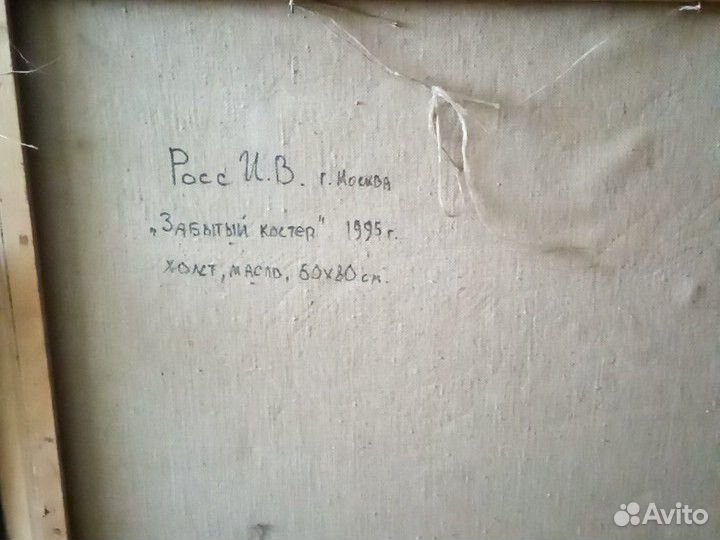 Росс И.В. г. Москва
„Забытый костер" 1995 г.
холст, масло, 60х80 см.
Avito